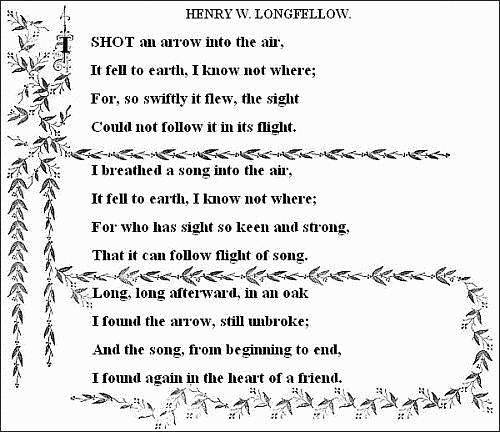 HENRY W. LONGFELLOW.
I SHOT an arrow into the air,
It fell to earth, I know not where;
For, so swiftly it flew, the sight
Could not follow it in its flight.
I breathed a song into the air,
It fell to earth, I know not where;
For who has sight so keen and strong,
That it can follow flight of song.
Long, long afterward, in an oak
I found the arrow, still unbroke;
And the song, from beginning to end,
I found again in the heart of a friend.